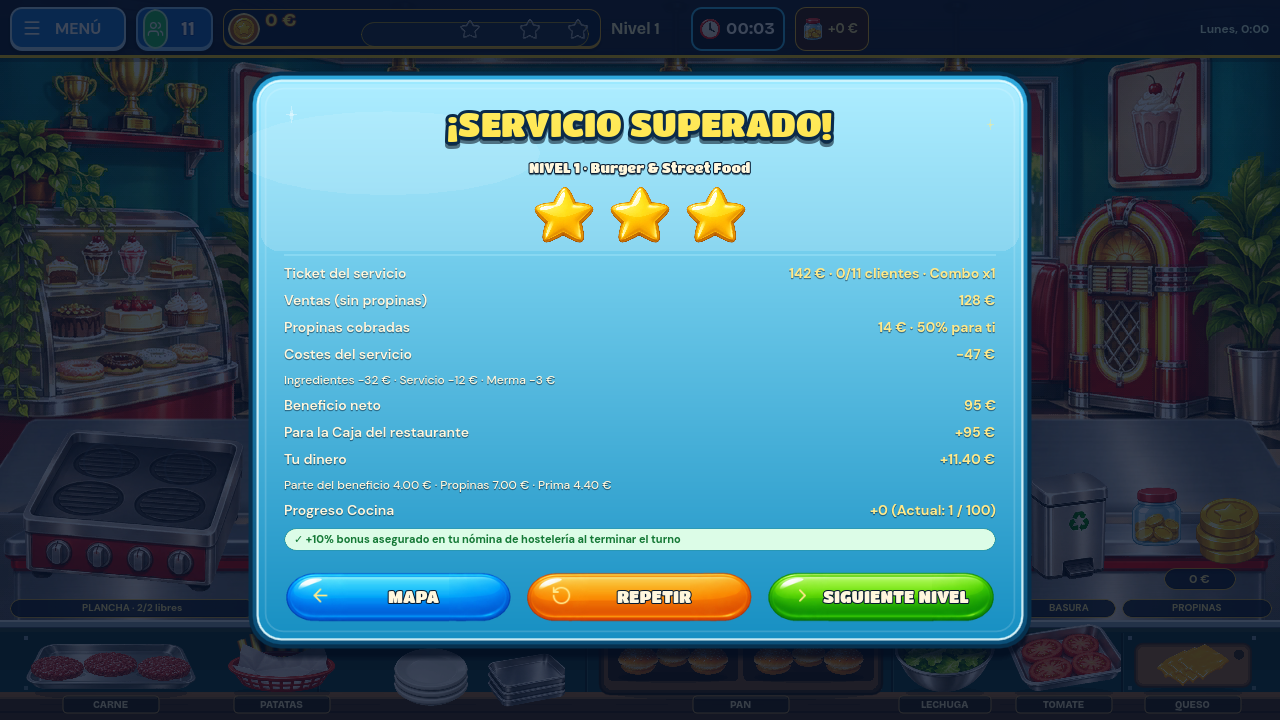 MENÚ
11
0 €
Nivel 1
00:03
+0 €
Lunes, 0:00
¡SERVICIO SUPERADO!
NIVEL 1 · Burger & Street Food
Ticket del servicio 142 € · 0/11 clientes · Combo x1
Ventas (sin propinas) 128 €
Propinas cobradas 14 € · 50% para ti
Costes del servicio -47 €
Ingredientes -32 € · Servicio -12 € · Merma -3 €
Beneficio neto 95 €
Para la Caja del restaurante +95 €
Tu dinero +11.40 €
Parte del beneficio 4.00 € · Propinas 7.00 € · Prima 4.40 €
Progreso Cocina +0 (Actual: 1 / 100)
✓ +10% bonus asegurado en tu nómina de hostelería al terminar el turno
MAPA
REPETIR
SIGUIENTE NIVEL
0 €
PLANCHA · 2/2 libres
BASURA
PROPINAS
CARNE
PATATAS
PAN
LECHUGA
TOMATE
QUESO